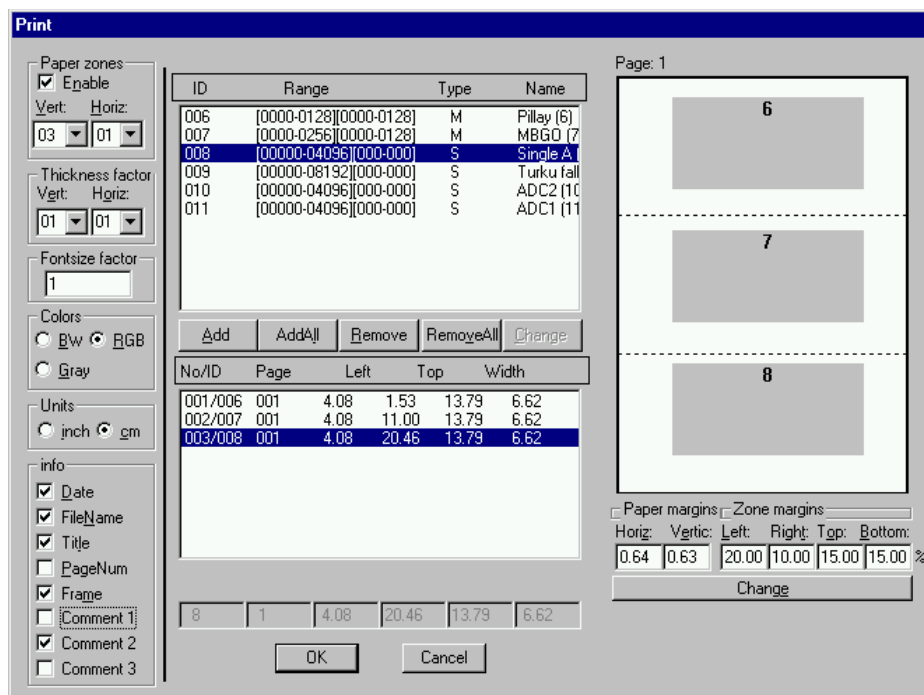 Print
Paper zones
Enable
Vert: Horiz:
03 01
Thickness factor
Vert: Horiz:
01 01
Fontsize factor
1
Colors
BW RGB
Gray
Units
inch cm
info
Date
FileName
Title
PageNum
Frame
Comment 1
Comment 2
Comment 3
ID Range Type Name
006 [0000-0128][0000-0128] M Pillay (6)
007 [0000-0256][0000-0128] M MBGO (7
008 [00000-04096][000-000] S Single A (
009 [00000-08192][000-000] S Turku fall
010 [00000-04096][000-000] S ADC2 (10
011 [00000-04096][000-000] S ADC1 (11
Add AddAll Remove RemoveAll Change
No/ID Page Left Top Width
001/006 001 4.08 1.53 13.79 6.62
002/007 001 4.08 11.00 13.79 6.62
003/008 001 4.08 20.46 13.79 6.62
8 1 4.08 20.46 13.79 6.62
OK Cancel
Page: 1
6
7
8
Paper margins Zone margins
Horiz: Vertic: Left: Right: Top: Bottom:
0.64 0.63 20.00 10.00 15.00 15.00 %
Change